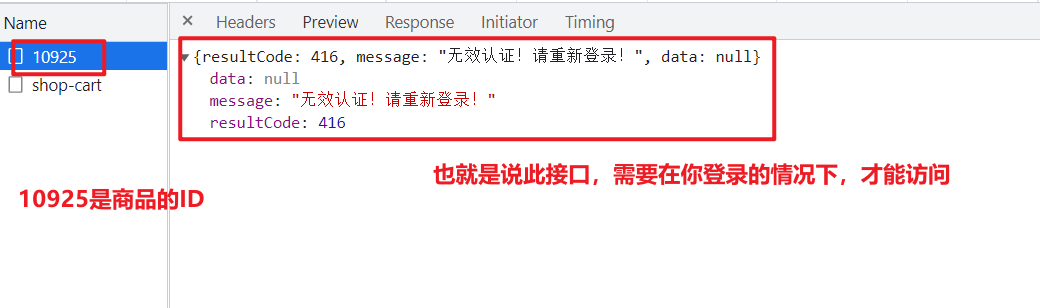 Name
Headers Preview Response Initiator Timing
10925
shop-cart
{resultCode: 416, message: "无效认证！请重新登录！", data: null}
data: null
message: "无效认证！请重新登录！"
resultCode: 416
也就是说此接口，需要在你登录的情况下，才能访问
10925是商品的ID